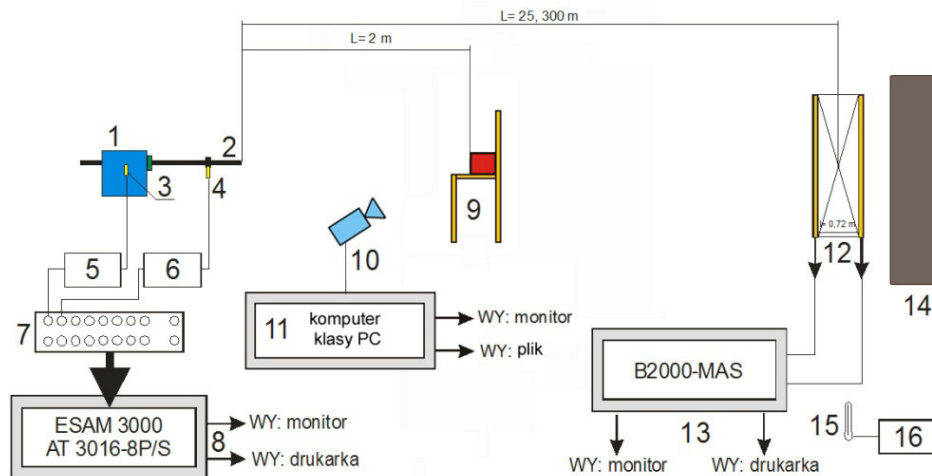 L= 25, 300 m
L= 2 m
1
2
3
4
5
6
7
ESAM 3000
AT 3016-8P/S
8
WY: monitor
WY: drukarka
9
10
11
komputer
klasy PC
WY: monitor
WY: plik
l= 0,72 m
12
B2000-MAS
13
WY: monitor
WY: drukarka
14
15
16